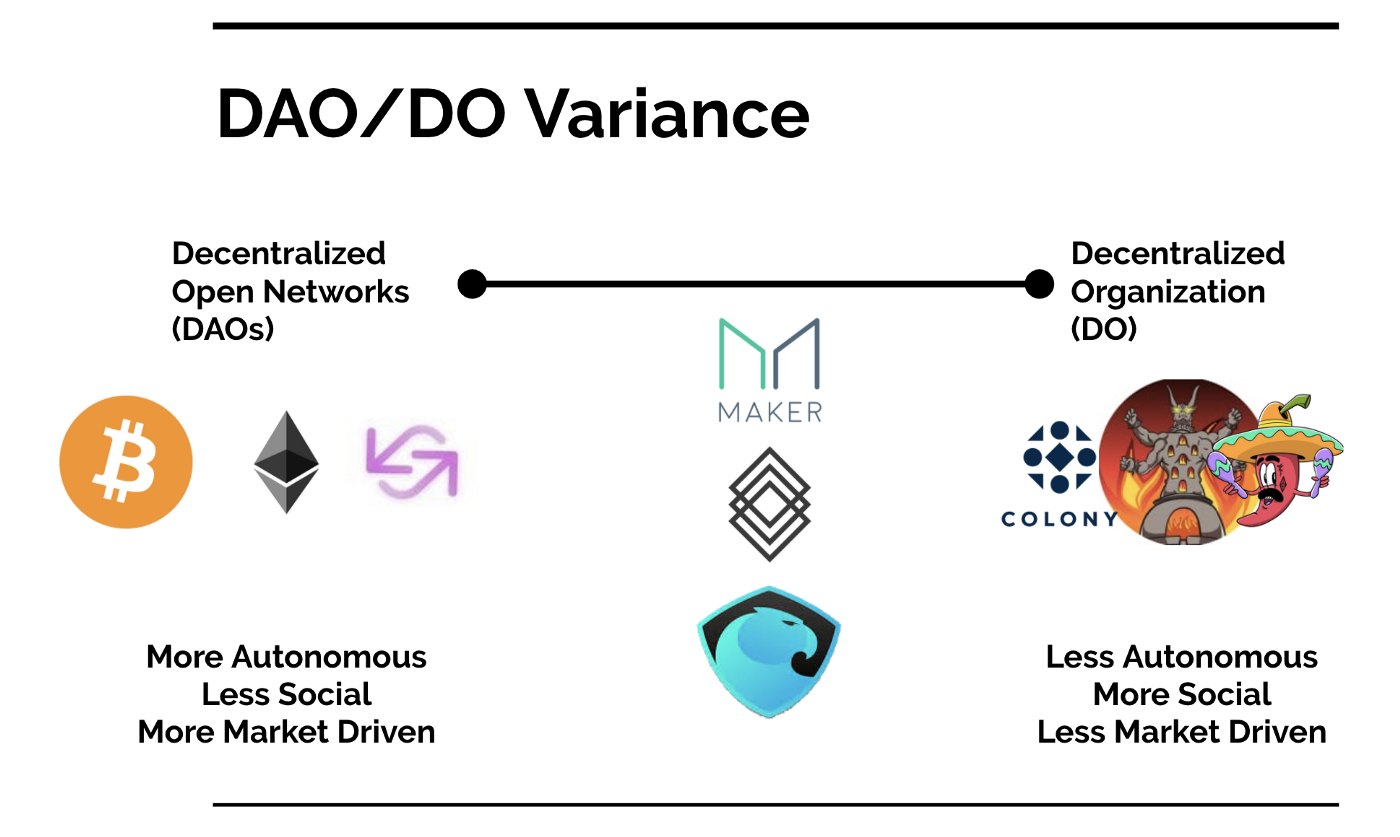 DAO/DO Variance
Decentralized
Open Networks
(DAOs)
Decentralized
Organization
(DO)
MAKER
COLONY
More Autonomous
Less Social
More Market Driven
Less Autonomous
More Social
Less Market Driven